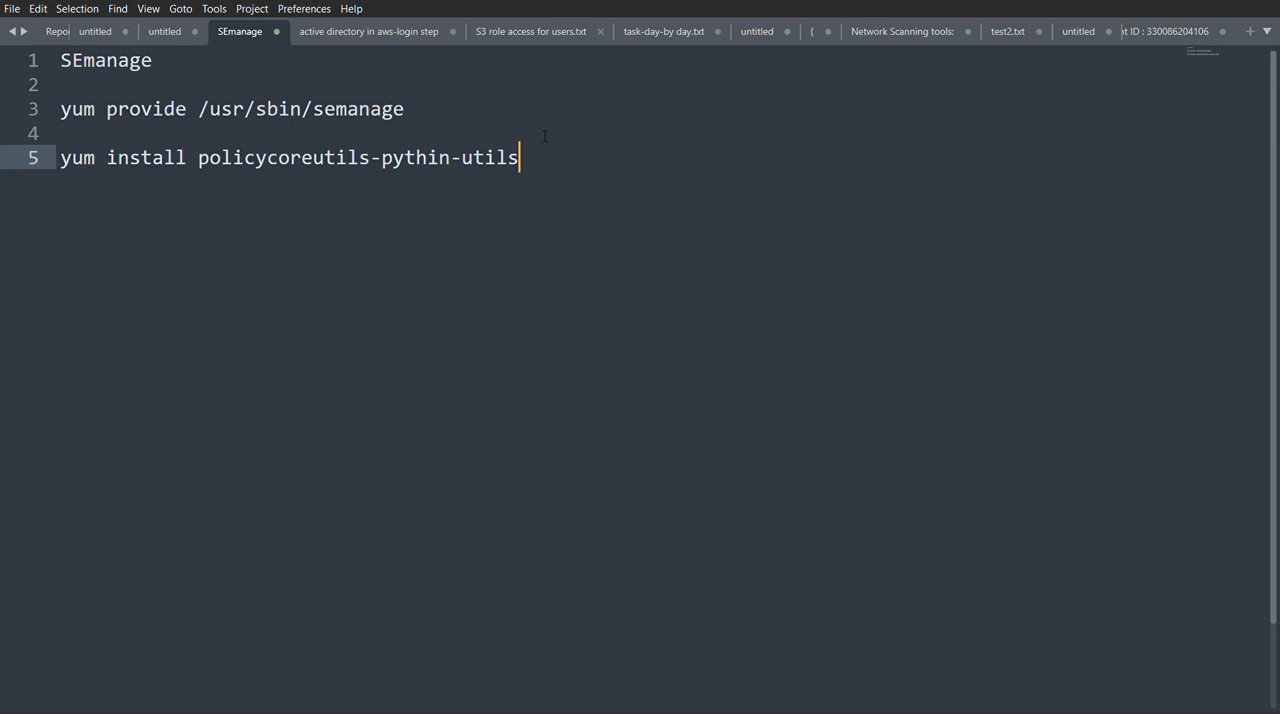 File Edit Selection Find View Goto Tools Project Preferences Help
Repoi untitled untitled SEmanage active directory in aws-login step S3 role access for users.txt task-day-by day.txt untitled { Network Scanning tools: test2.txt untitled nt ID : 330086204106
1 SEmanage
2
3 yum provide /usr/sbin/semanage
4
5 yum install policycoreutils-pythin-utils